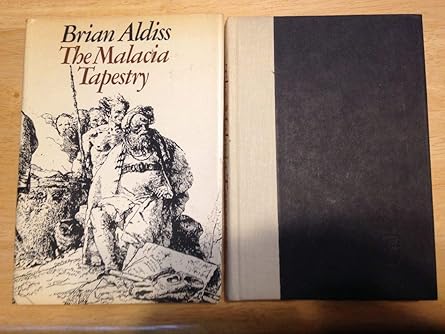 Brian Aldiss
The Malacia
Tapestry